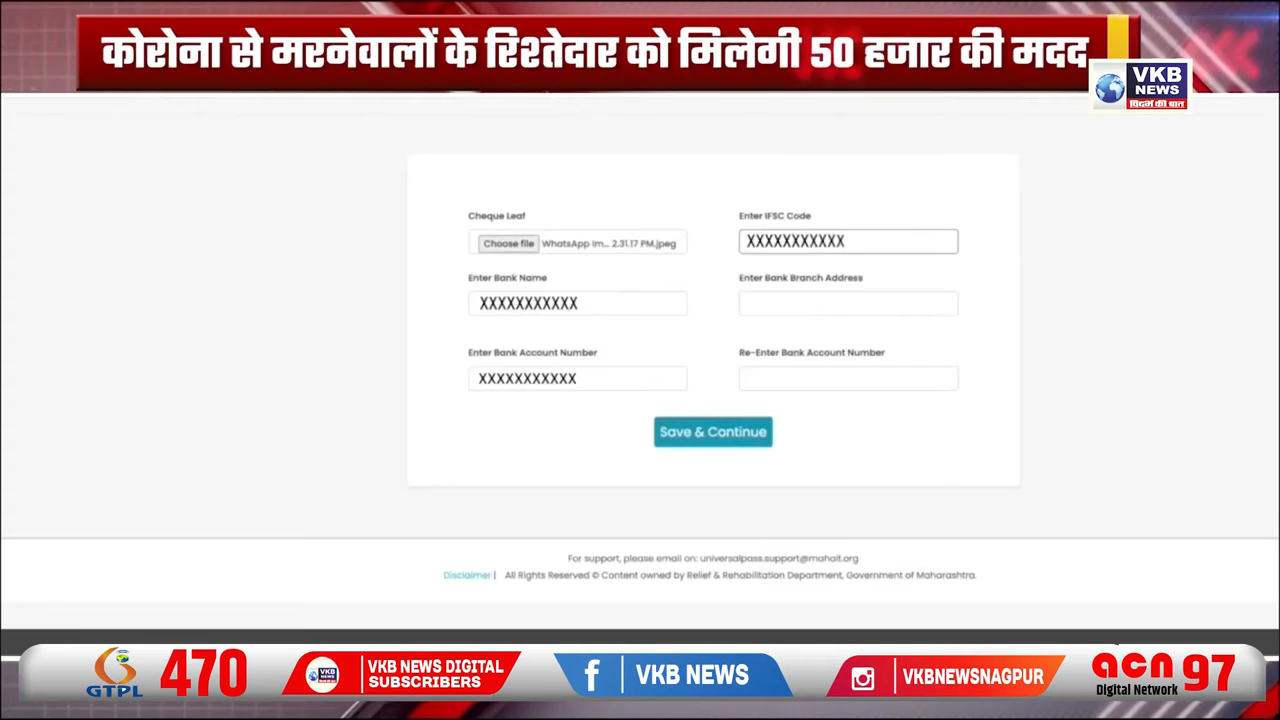 कोरोना से मरनेवालों के रिश्तेदार को मिलेगी 50 हजार की मदद
VKB
NEWS
विदर्भ की बात
Cheque Leaf
Enter IFSC Code
Choose file WhatsApp Im... 2.31.17 PM.jpeg
XXXXXXXXXXX
Enter Bank Name
Enter Bank Branch Address
XXXXXXXXXXX
Enter Bank Account Number
Re-Enter Bank Account Number
XXXXXXXXXXX
Save & Continue
For support, please email on: universalpass.support@mahait.org
Disclaimer | All Rights Reserved © Content owned by Relief & Rehabilitation Department, Government of Maharashtra.
GTPL 470
VKB NEWS DIGITAL
SUBSCRIBERS
VKB NEWS
VKBNEWSNAGPUR
acn 97
Digital Network